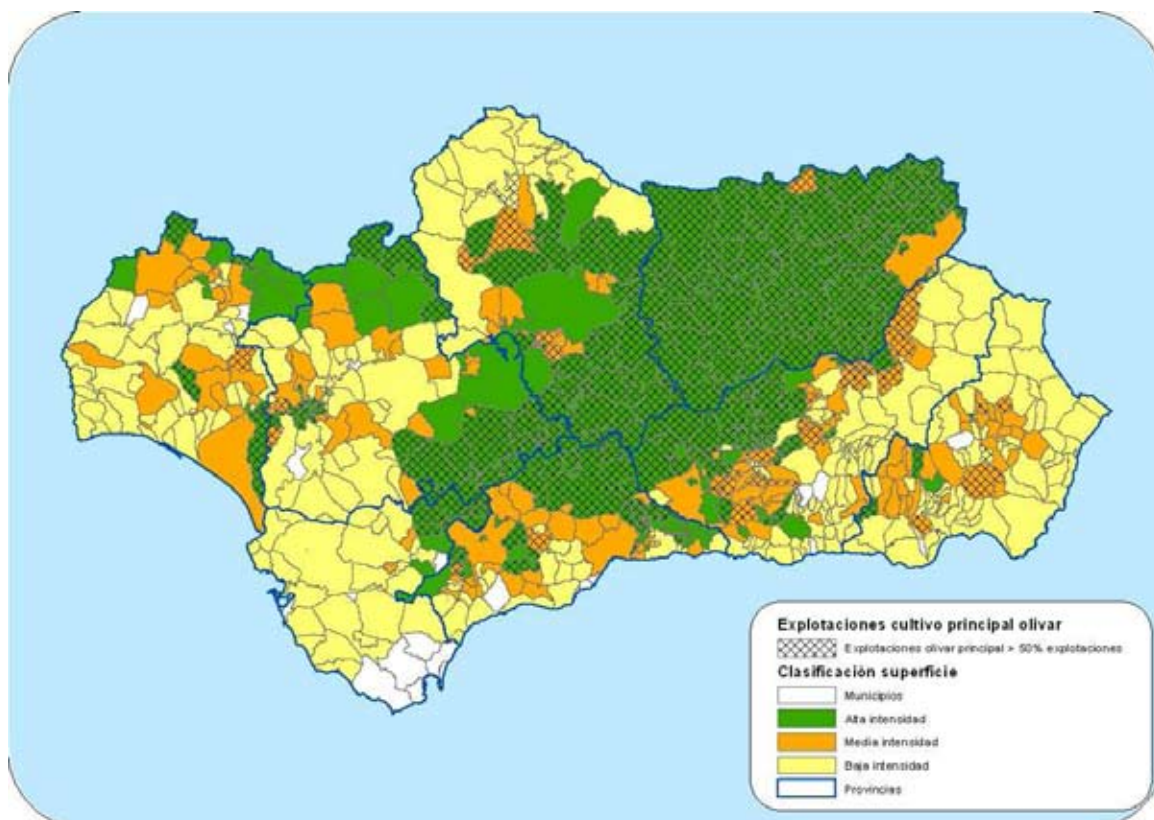 Explotaciones cultivo principal olivar
Explotaciones olivar principal > 50% explotaciones
Clasificación superficie
Municipios
Alta intensidad
Media intensidad
Baja intensidad
Provincias